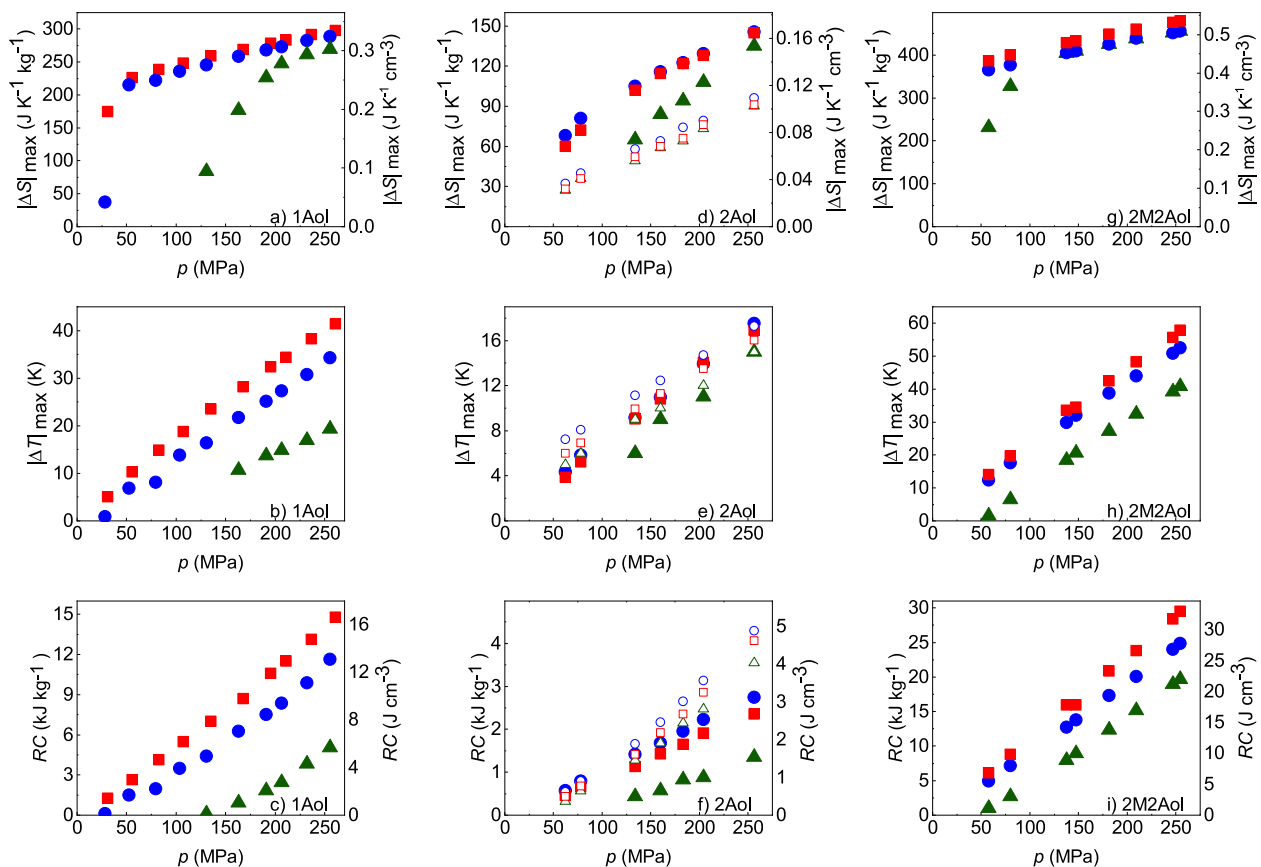 |ΔS| max (J K⁻¹ kg⁻¹)
300
250
200
150
100
50
0
0.3
0.2
0.1
0.0
|ΔS| max (J K⁻¹ cm⁻³)
a) 1Aol
0 50 100 150 200 250
p (MPa)
|ΔS| max (J K⁻¹ kg⁻¹)
150
120
90
60
30
0
0.16
0.12
0.08
0.04
0.00
|ΔS| max (J K⁻¹ cm⁻³)
d) 2Aol
0 50 100 150 200 250
p (MPa)
|ΔS| max (J K⁻¹ kg⁻¹)
400
300
200
100
0
0.5
0.4
0.3
0.2
0.1
0.0
|ΔS| max (J K⁻¹ cm⁻³)
g) 2M2Aol
0 50 100 150 200 250
p (MPa)
|ΔT| max (K)
40
30
20
10
0
b) 1Aol
0 50 100 150 200 250
p (MPa)
|ΔT| max (K)
16
12
8
4
0
e) 2Aol
0 50 100 150 200 250
p (MPa)
|ΔT| max (K)
60
50
40
30
20
10
0
h) 2M2Aol
0 50 100 150 200 250
p (MPa)
RC (kJ kg⁻¹)
15
12
9
6
3
0
16
12
8
4
0
RC (J cm⁻³)
c) 1Aol
0 50 100 150 200 250
p (MPa)
RC (kJ kg⁻¹)
4
3
2
1
0
5
4
3
2
1
0
RC (J cm⁻³)
f) 2Aol
0 50 100 150 200 250
p (MPa)
RC (kJ kg⁻¹)
30
25
20
15
10
5
0
30
25
20
15
10
5
0
RC (J cm⁻³)
i) 2M2Aol
0 50 100 150 200 250
p (MPa)